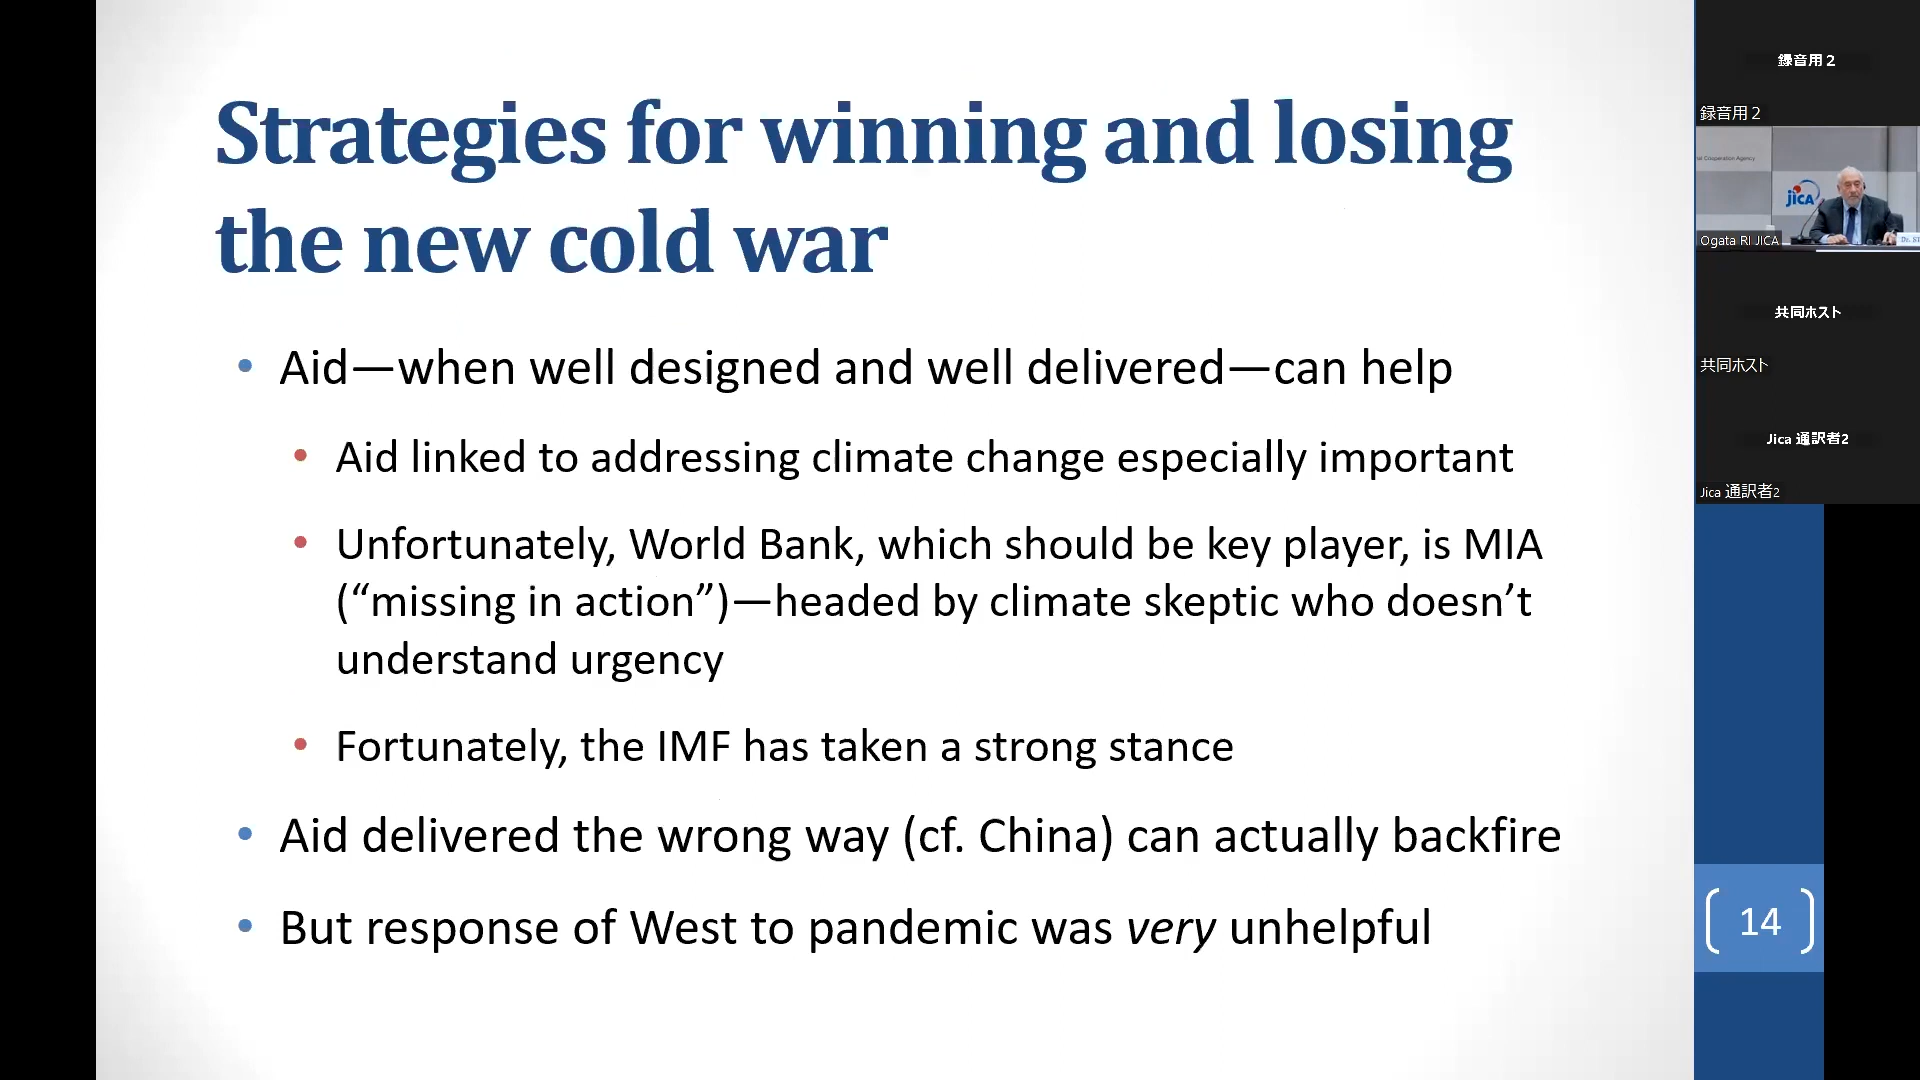 Strategies for winning and losing
the new cold war
• Aid—when well designed and well delivered—can help
• Aid linked to addressing climate change especially important
• Unfortunately, World Bank, which should be key player, is MIA
(“missing in action”)—headed by climate skeptic who doesn’t
understand urgency
• Fortunately, the IMF has taken a strong stance
• Aid delivered the wrong way (cf. China) can actually backfire
• But response of West to pandemic was very unhelpful
14
録音用2
録音用2
Cooperation Agency
jICA
Ogata RI JICA
Dr.
共同ホスト
共同ホスト
Jica 通訳者2
Jica 通訳者2